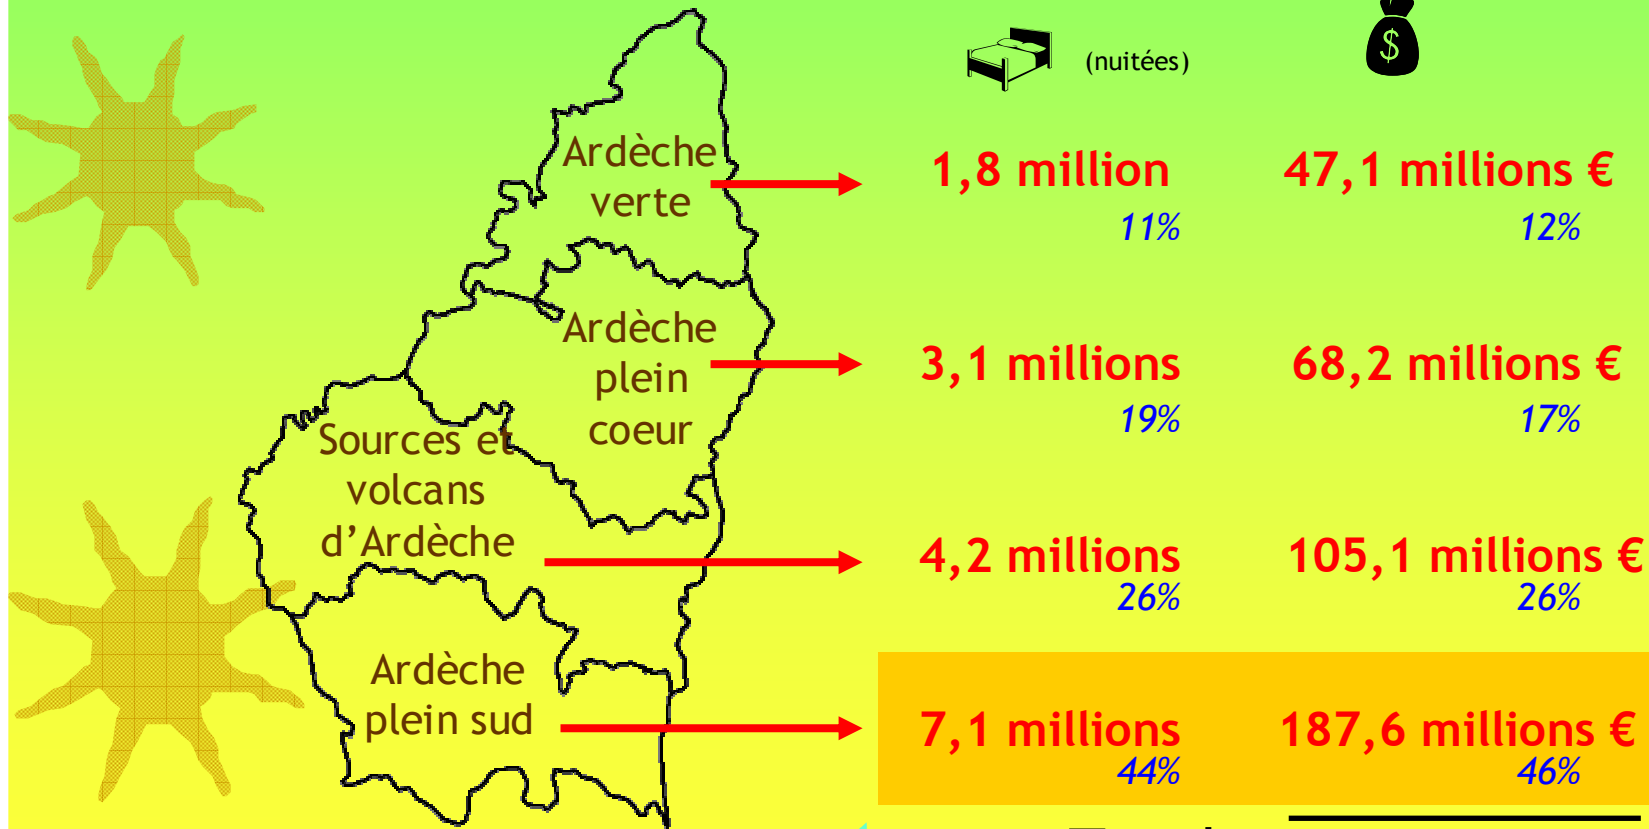 (nuitées)
$
Ardèche
verte
1,8 million
47,1 millions €
11%
12%
Ardèche
plein
coeur
3,1 millions
68,2 millions €
19%
17%
Sources et
volcans
d’Ardèche
4,2 millions
105,1 millions €
26%
26%
Ardèche
plein sud
7,1 millions
187,6 millions €
44%
46%